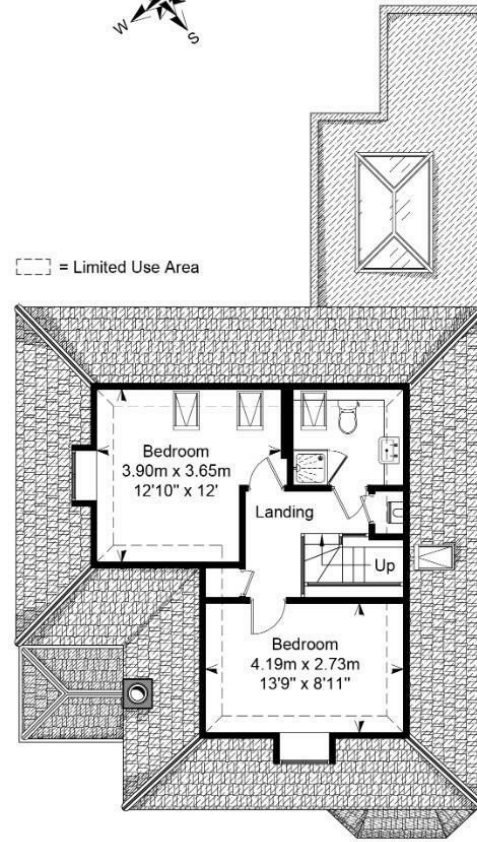 W
S
= Limited Use Area
Bedroom
3.90m x 3.65m
12'10" x 12'
Landing
Up
Bedroom
4.19m x 2.73m
13'9" x 8'11"